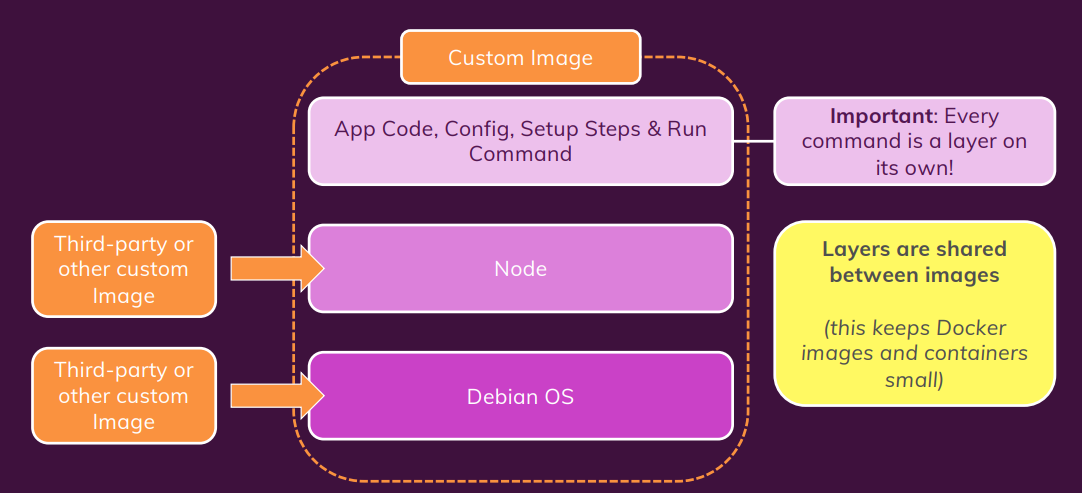 Custom Image
App Code, Config, Setup Steps & Run
Command
Important: Every
command is a layer on
its own!
Third-party or
other custom
Image
Node
Layers are shared
between images
(this keeps Docker
images and containers
small)
Third-party or
other custom
Image
Debian OS